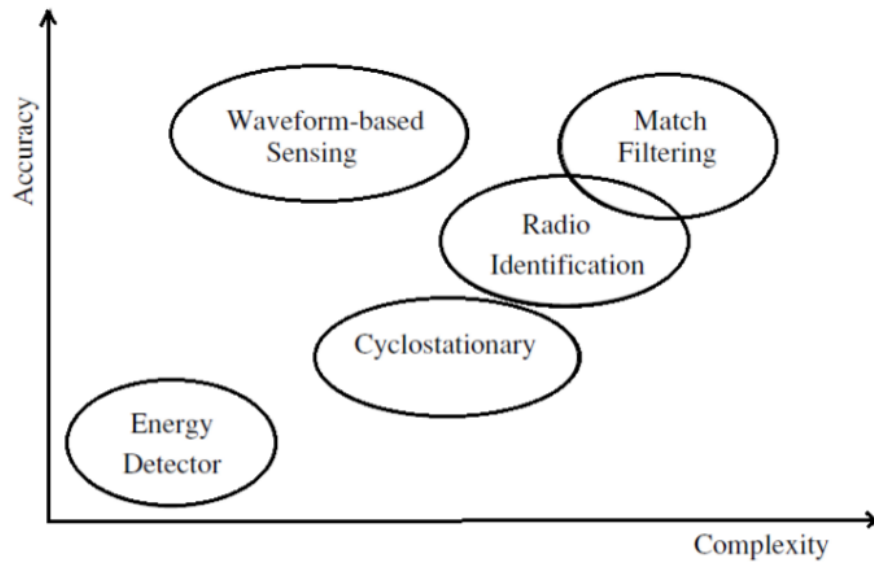 Accuracy
Waveform-based
Sensing
Match
Filtering
Radio
Identification
Cyclostationary
Energy
Detector
Complexity